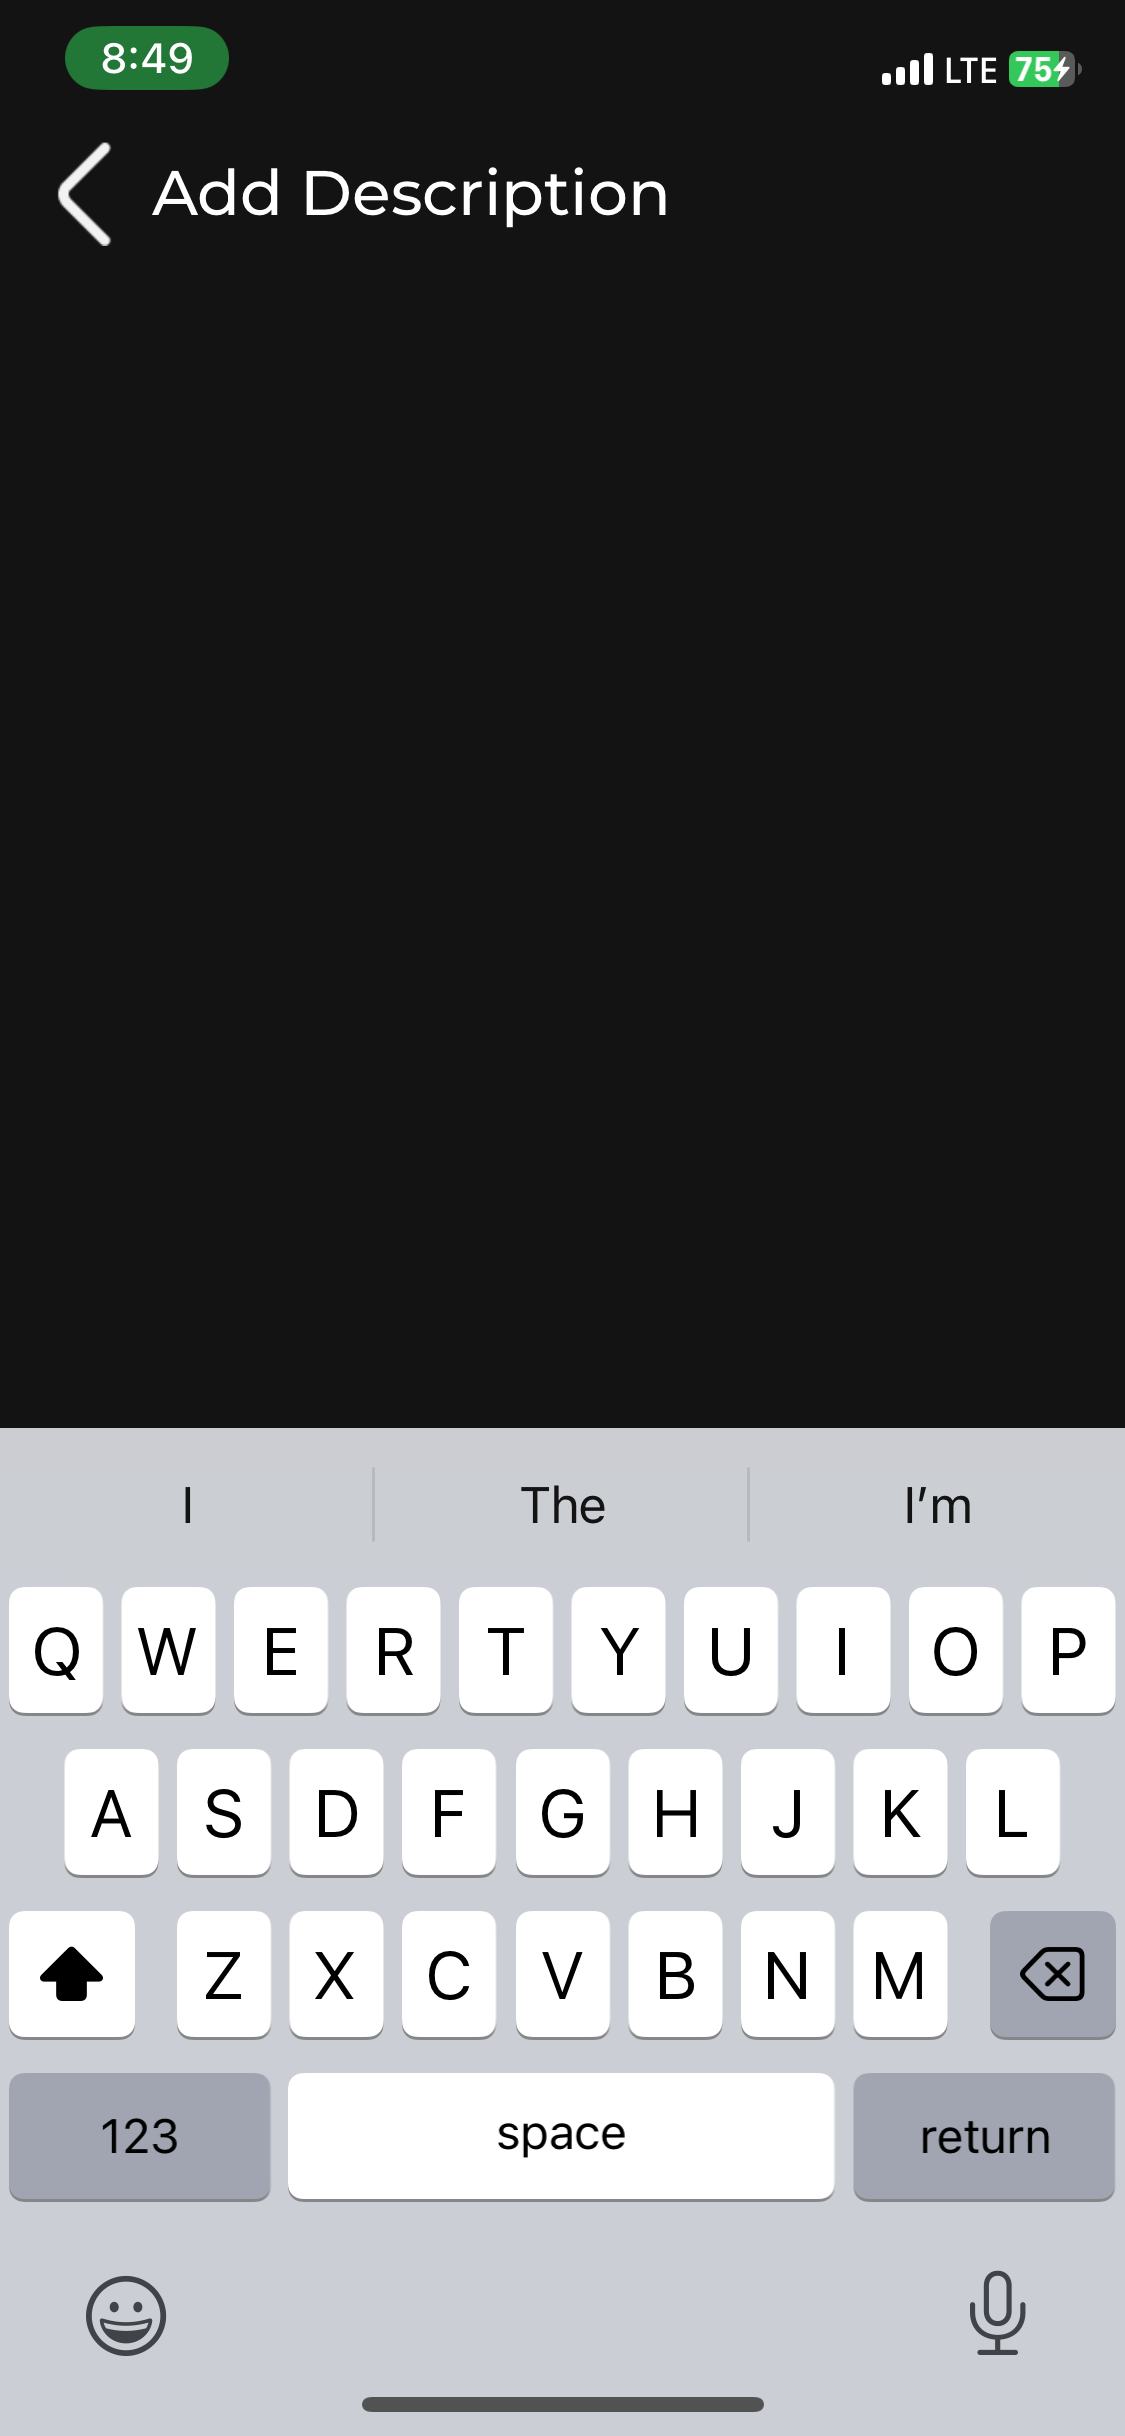 8:49 LTE 75
Add Description
I The I'm
Q W E R T Y U I O P
A S D F G H J K L
Z X C V B N M
123 space return